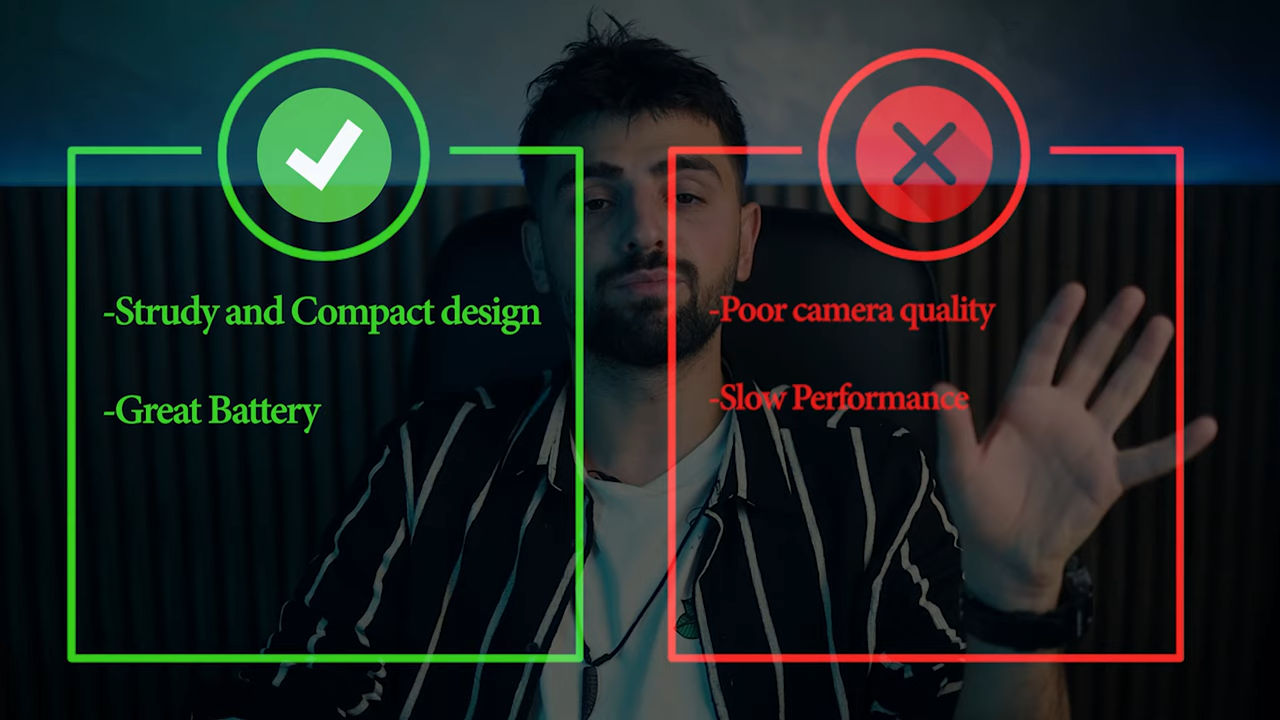 -Strudy and Compact design
-Great Battery
-Poor camera quality
-Slow Performance